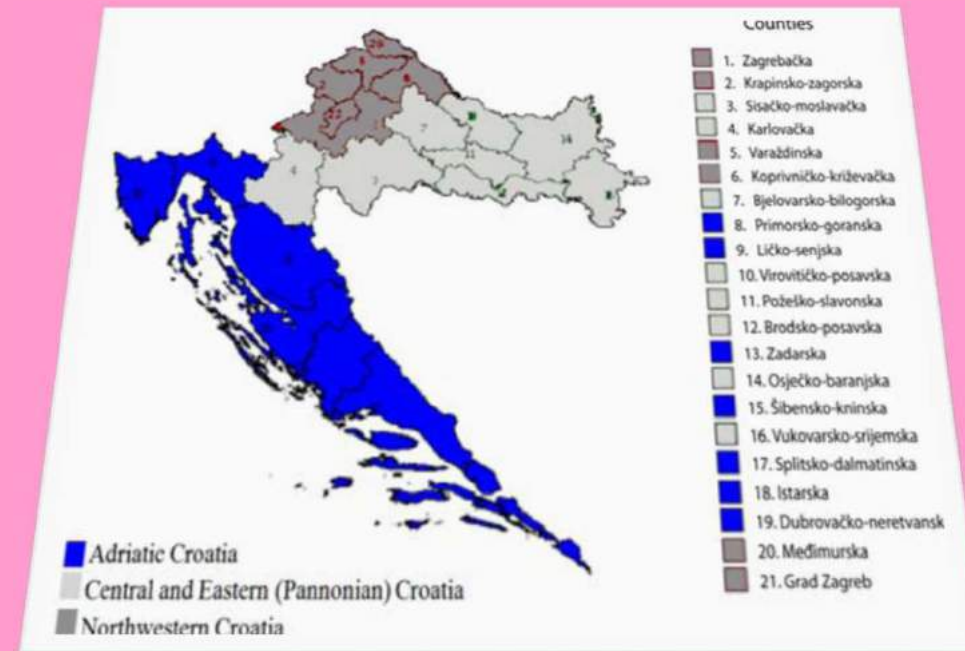 Counties
1. Zagrebačka
2. Krapinsko-zagorska
3. Sisačko-moslavačka
4. Karlovačka
5. Varaždinska
6. Koprivničko-križevačka
7. Bjelovarsko-bilogorska
8. Primorsko-goranska
9. Ličko-senjska
10. Virovitičko-posavska
11. Požeško-slavonska
12. Brodsko-posavska
13. Zadarska
14. Osječko-baranjska
15. Šibensko-kninska
16. Vukovarsko-srijemska
17. Splitsko-dalmatinska
18. Istarska
19. Dubrovačko-neretvansk
20. Međimurska
21. Grad Zagreb
Adriatic Croatia
Central and Eastern (Pannonian) Croatia
Northwestern Croatia